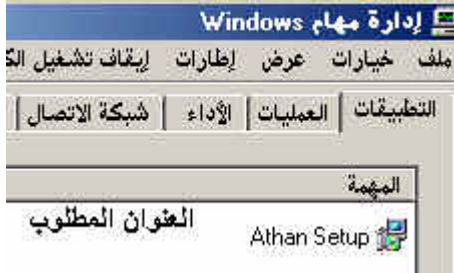 إدارة مهام Windows
ملف خيارات عرض إطارات إيقاف تشغيل
التطبيقات العمليات الأداء شبكة الاتصال
المهمة
Athan Setup العنوان المطلوب